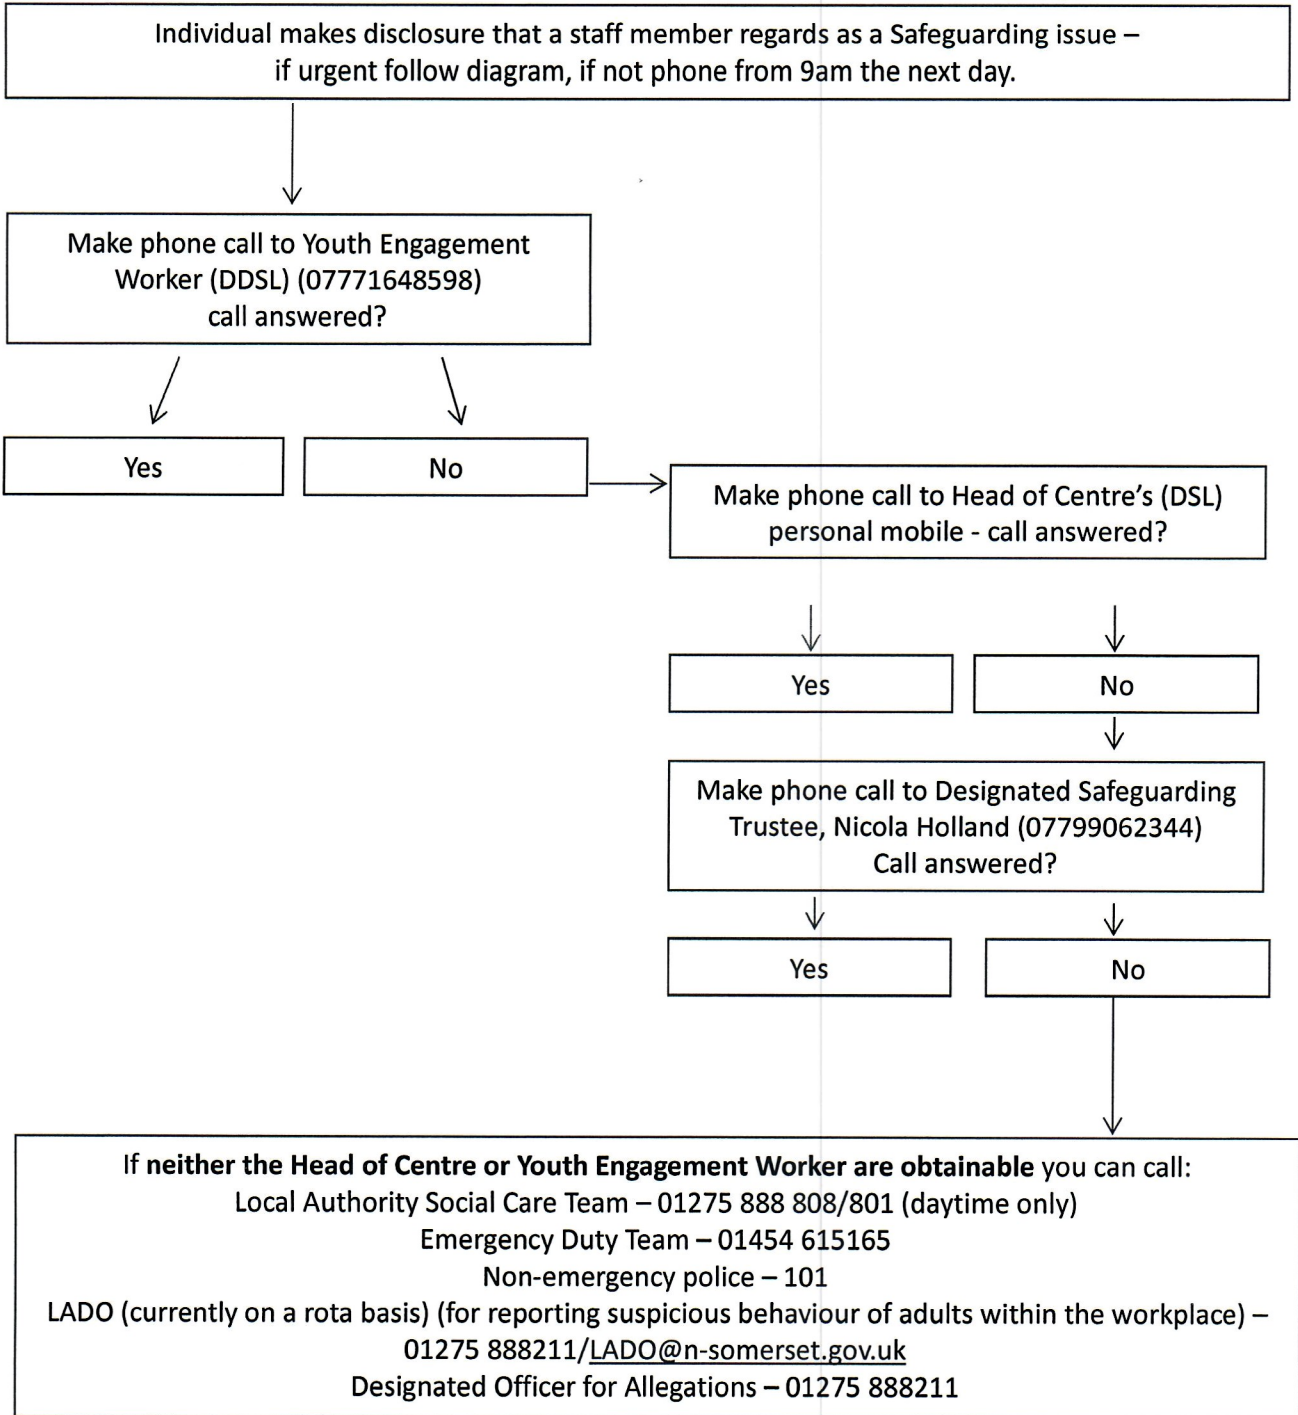 Individual makes disclosure that a staff member regards as a Safeguarding issue –
if urgent follow diagram, if not phone from 9am the next day.
Make phone call to Youth Engagement
Worker (DDSL) (07771648598)
call answered?
Yes
No
Make phone call to Head of Centre’s (DSL)
personal mobile - call answered?
Yes
No
Make phone call to Designated Safeguarding
Trustee, Nicola Holland (07799062344)
Call answered?
Yes
No
If neither the Head of Centre or Youth Engagement Worker are obtainable you can call:
Local Authority Social Care Team – 01275 888 808/801 (daytime only)
Emergency Duty Team – 01454 615165
Non-emergency police – 101
LADO (currently on a rota basis) (for reporting suspicious behaviour of adults within the workplace) –
01275 888211/LADO@n-somerset.gov.uk
Designated Officer for Allegations – 01275 888211